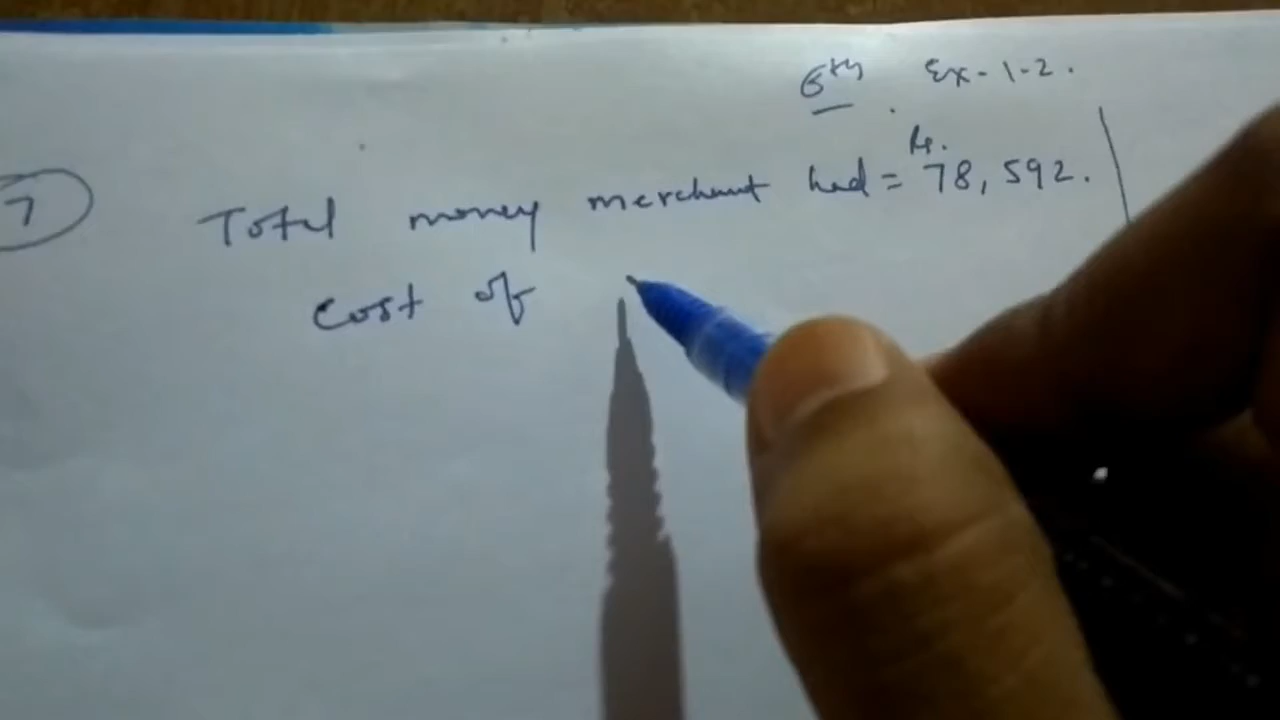 6th. Ex-1-2.
7 Total money merchant had = Rs. 78,592.
cost of